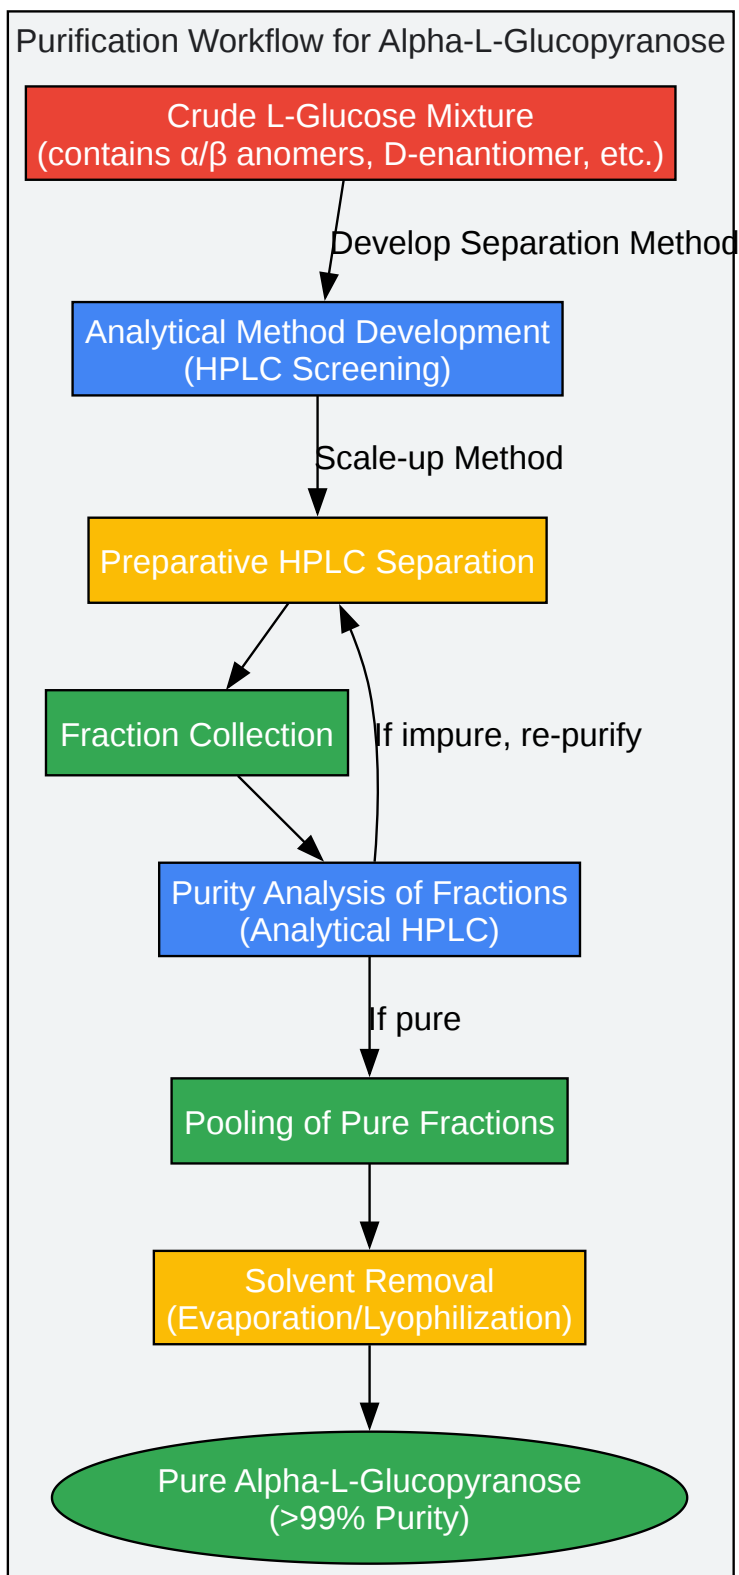 Purification Workflow for Alpha-L-Glucopyranose
Crude L-Glucose Mixture
(contains α/β anomers, D-enantiomer, etc.)
Develop Separation Method
Analytical Method Development
(HPLC Screening)
Scale-up Method
Preparative HPLC Separation
Fraction Collection
If impure, re-purify
Purity Analysis of Fractions
(Analytical HPLC)
If pure
Pooling of Pure Fractions
Solvent Removal
(Evaporation/Lyophilization)
Pure Alpha-L-Glucopyranose
(>99% Purity)